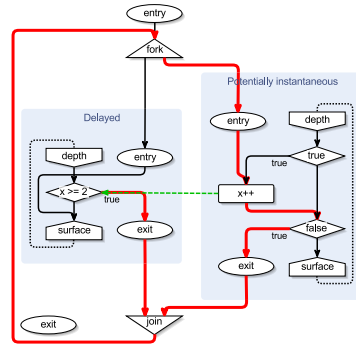 entry
fork
Potentially instantaneous
Delayed
entry
depth
depth
entry
true
x >= 2
true
x++
surface
exit
true
false
exit
surface
exit
join